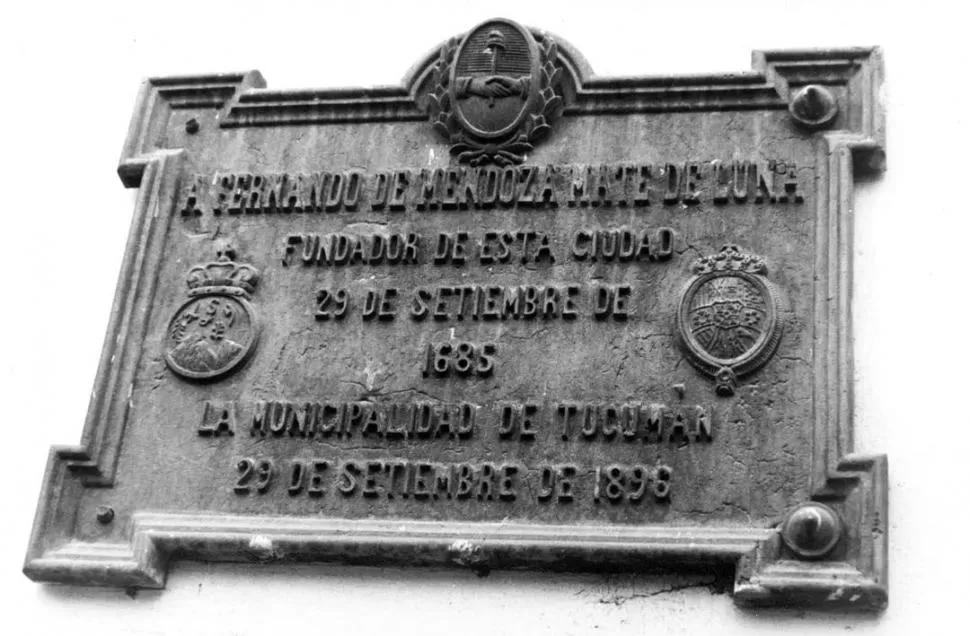 A FERNANDO DE MENDOZA MATE DE LUNA
FUNDADOR DE ESTA CIUDAD
29 DE SETIEMBRE DE
1685
LA MUNICIPALIDAD DE TUCUMAN
29 DE SETIEMBRE DE 1896